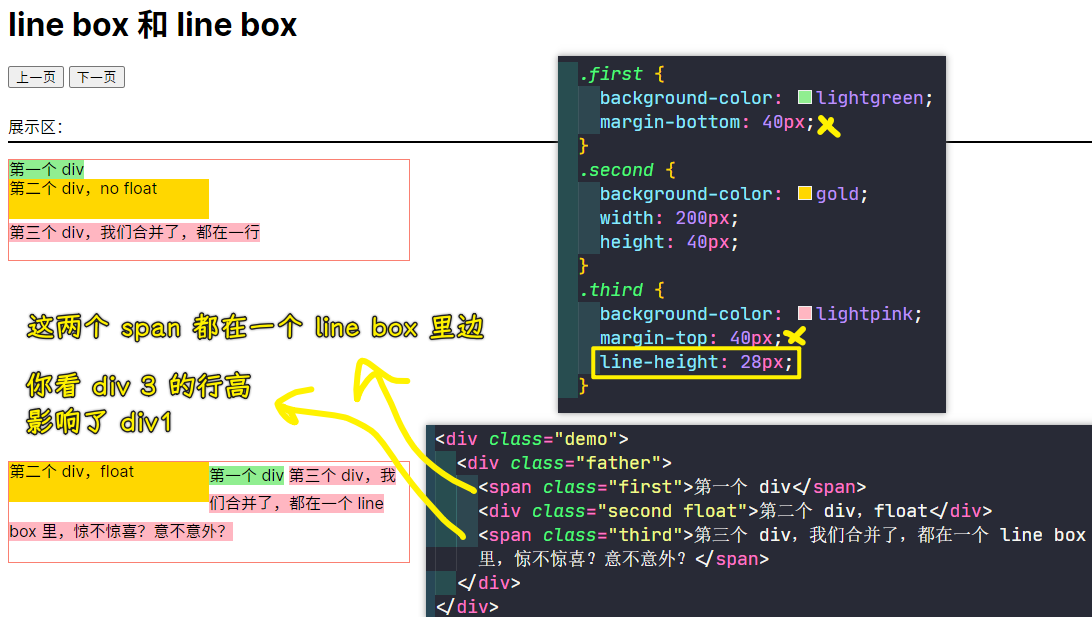 line box 和 line box
上一页 下一页
展示区：
第一个 div
第二个 div，no float
第三个 div，我们合并了，都在一行
这两个 span 都在一个 line box 里边
你看 div 3 的行高
影响了 div1
第二个 div，float
第一个 div 第三个 div，我
们合并了，都在一个 line
box 里，惊不惊喜？意不意外？
.first {
background-color: lightgreen;
margin-bottom: 40px;
}
.second {
background-color: gold;
width: 200px;
height: 40px;
}
.third {
background-color: lightpink;
margin-top: 40px;
line-height: 28px;
}
<div class="demo">
<div class="father">
<span class="first">第一个 div</span>
<div class="second float">第二个 div，float</div>
<span class="third">第三个 div，我们合并了，都在一个 line box
里，惊不惊喜？意不意外？</span>
</div>
</div>